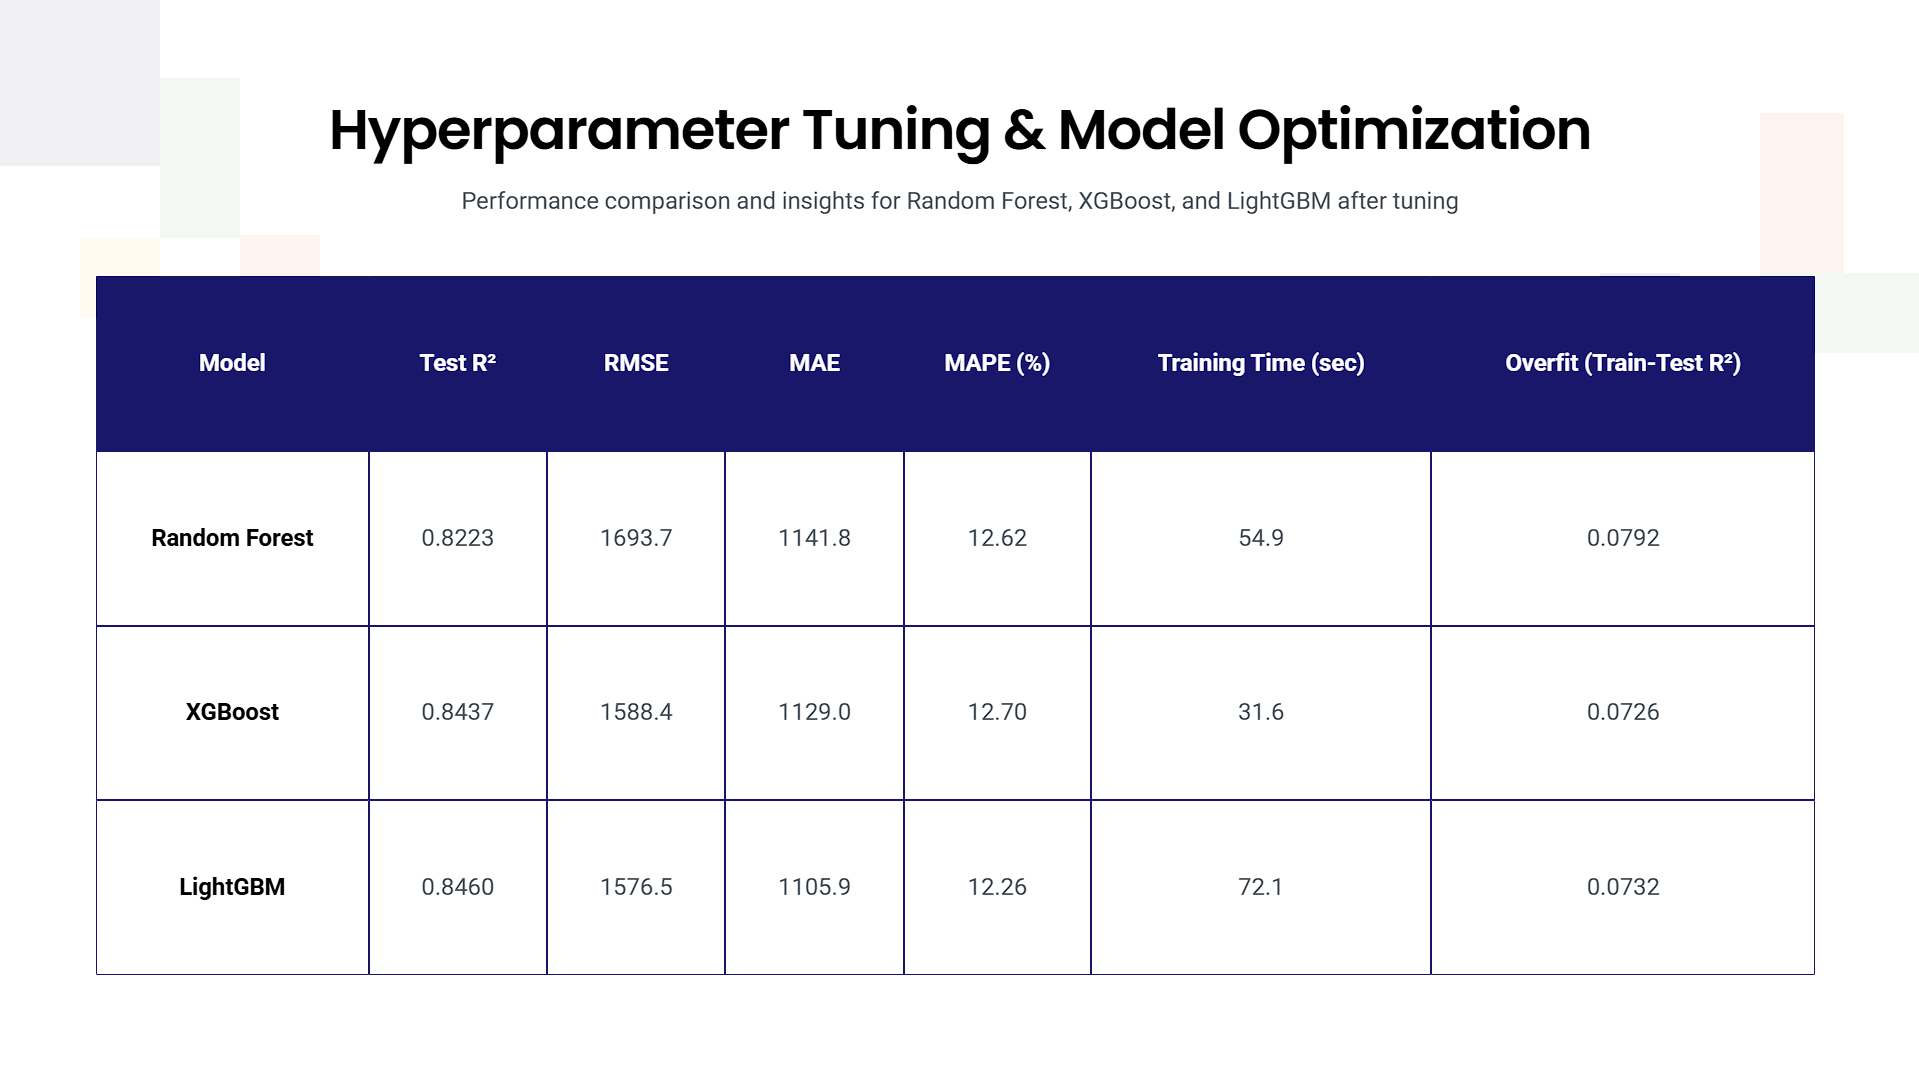 Hyperparameter Tuning & Model Optimization
Performance comparison and insights for Random Forest, XGBoost, and LightGBM after tuning
Model Test R² RMSE MAE MAPE (%) Training Time (sec) Overfit (Train-Test R²)
Random Forest 0.8223 1693.7 1141.8 12.62 54.9 0.0792
XGBoost 0.8437 1588.4 1129.0 12.70 31.6 0.0726
LightGBM 0.8460 1576.5 1105.9 12.26 72.1 0.0732